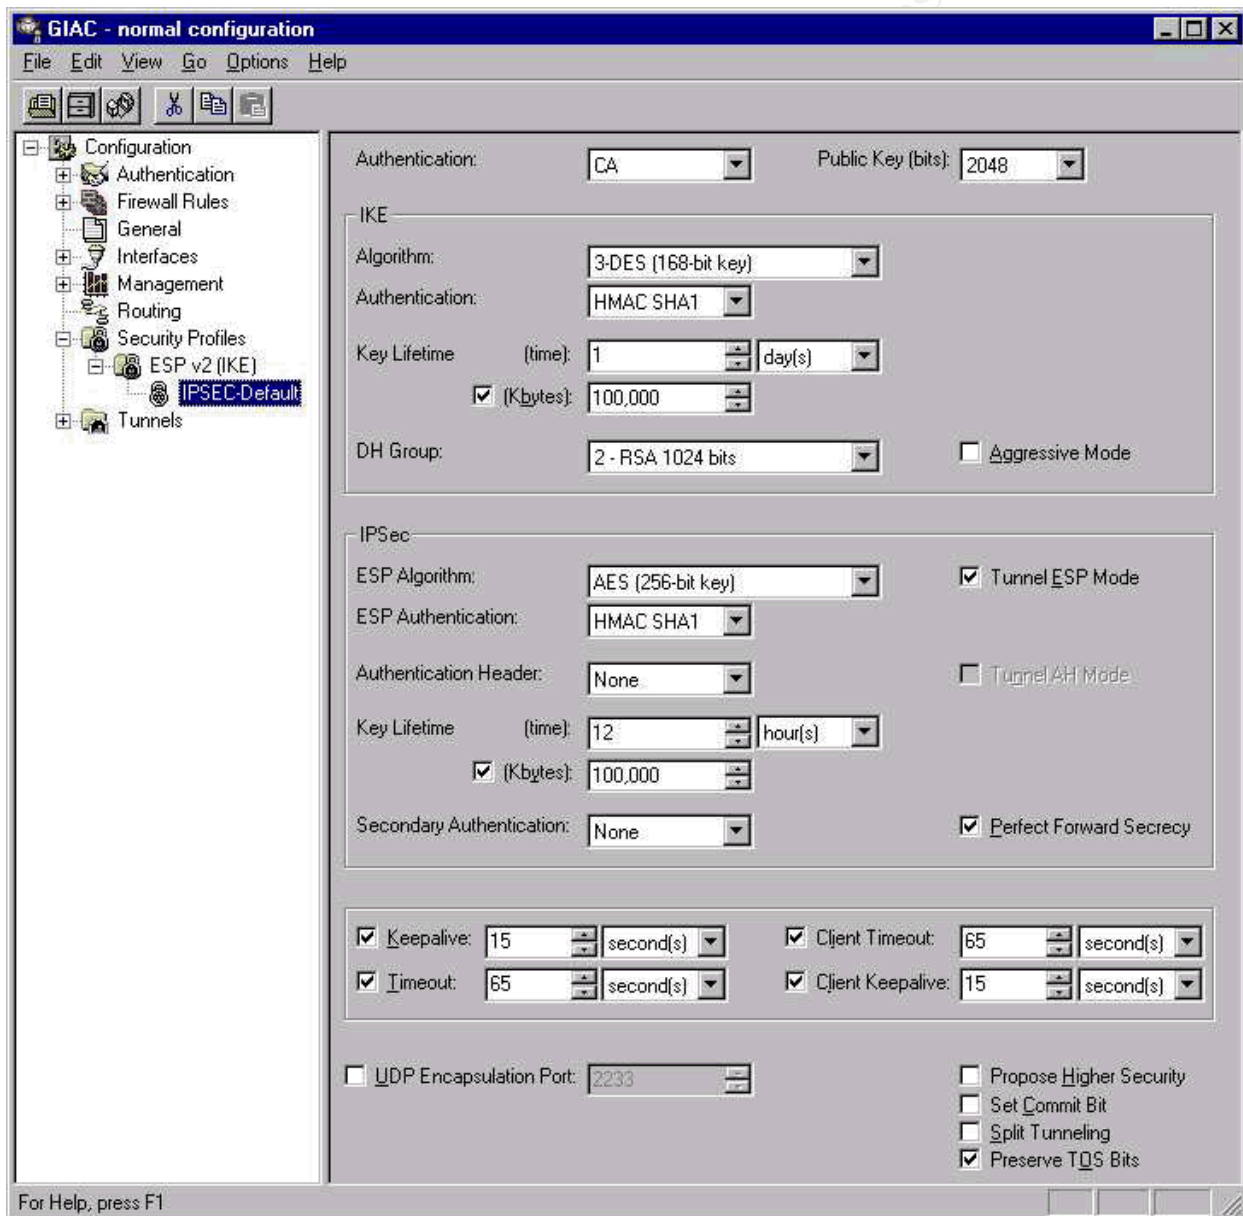 GIAC - normal configuration
File Edit View Go Options Help
Configuration
Authentication
Firewall Rules
General
Interfaces
Management
Routing
Security Profiles
ESP v2 (IKE)
IPSEC-Default
Tunnels
Authentication: CA Public Key (bits): 2048
IKE
Algorithm: 3-DES (168-bit key)
Authentication: HMAC SHA1
Key Lifetime (time): 1 day(s)
(Kbytes): 100,000
DH Group: 2 - RSA 1024 bits Aggressive Mode
IPSec
ESP Algorithm: AES (256-bit key) Tunnel ESP Mode
ESP Authentication: HMAC SHA1
Authentication Header: None Tunnel AH Mode
Key Lifetime (time): 12 hour(s)
(Kbytes): 100,000
Secondary Authentication: None Perfect Forward Secrecy
Keepalive: 15 second(s) Client Timeout: 65 second(s)
Timeout: 65 second(s) Client Keepalive: 15 second(s)
UDP Encapsulation Port: 2233 Propose Higher Security
Set Commit Bit
Split Tunneling
Preserve TOS Bits
For Help, press F1